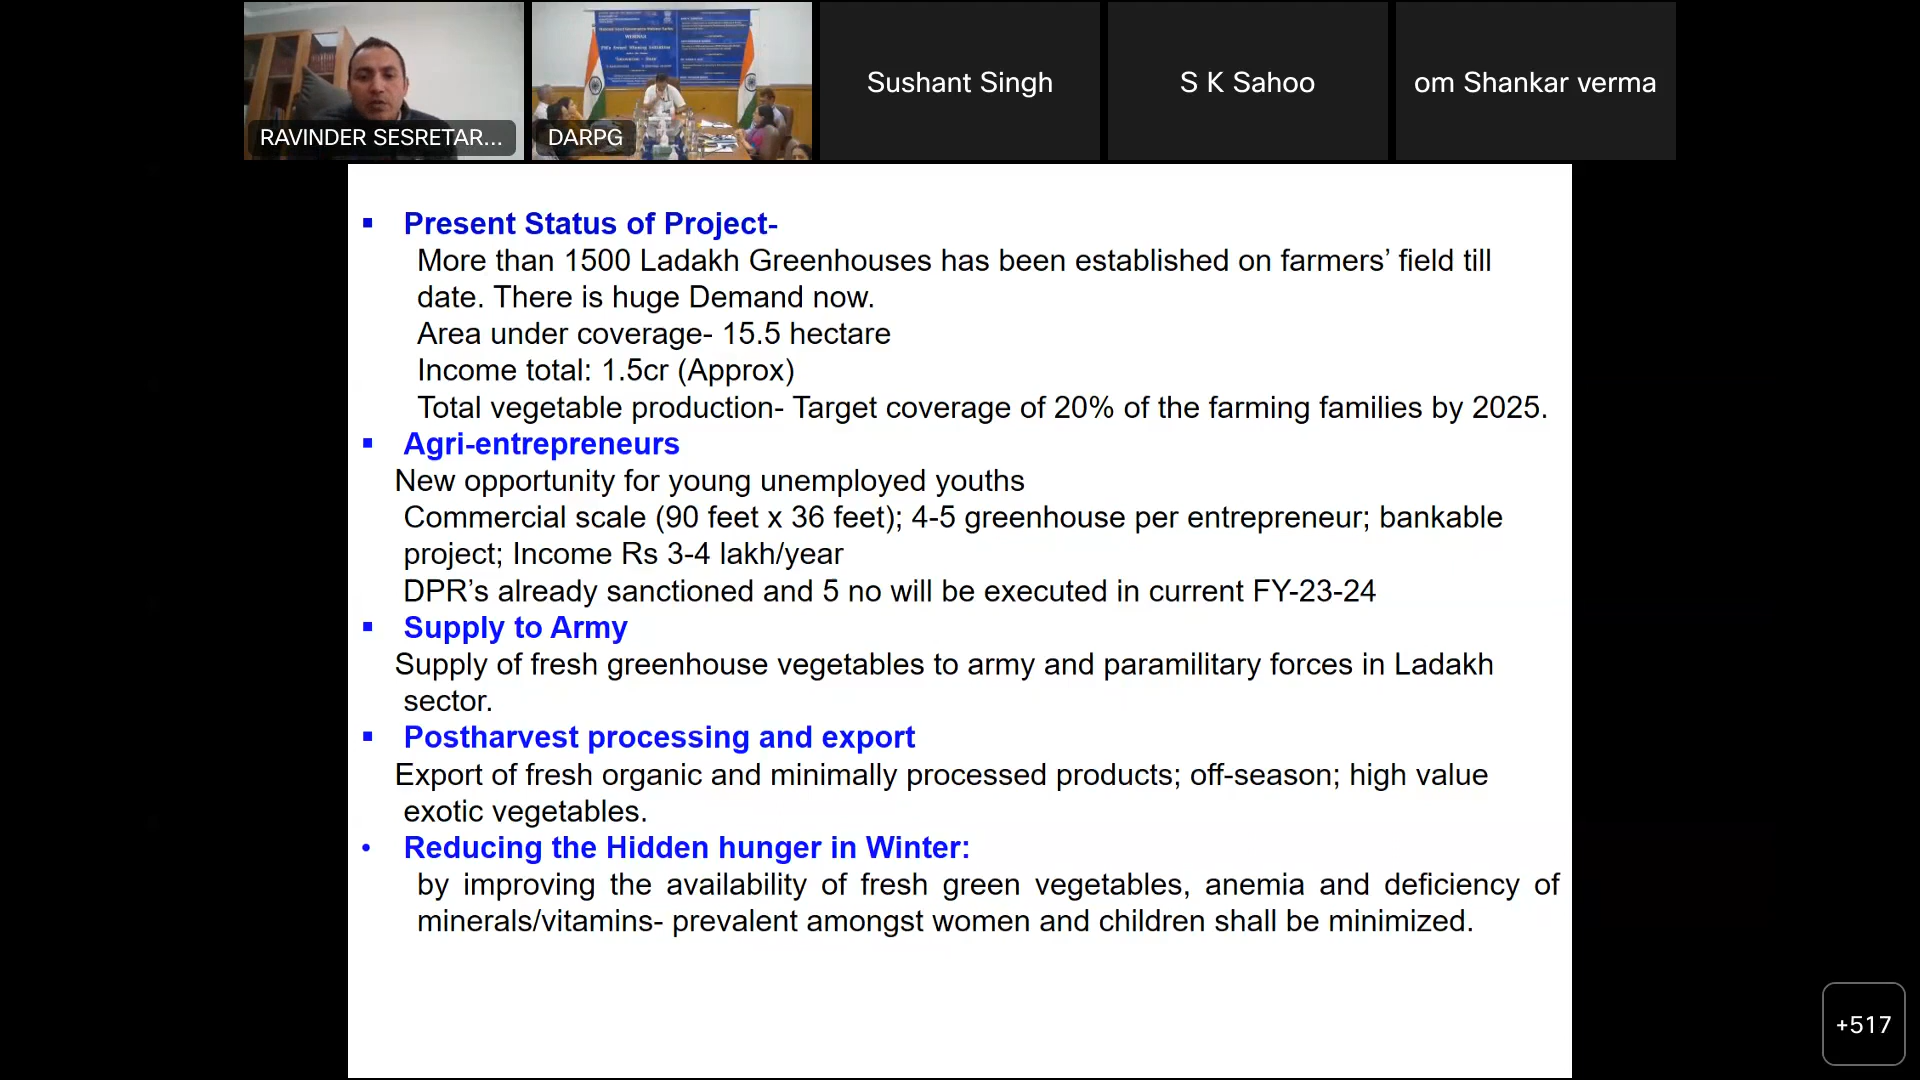 RAVINDER SESRETAR...
DARPG
Sushant Singh
S K Sahoo
om Shankar verma
▪ Present Status of Project-
More than 1500 Ladakh Greenhouses has been established on farmers’ field till
date. There is huge Demand now.
Area under coverage- 15.5 hectare
Income total: 1.5cr (Approx)
Total vegetable production- Target coverage of 20% of the farming families by 2025.
▪ Agri-entrepreneurs
New opportunity for young unemployed youths
Commercial scale (90 feet x 36 feet); 4-5 greenhouse per entrepreneur; bankable
project; Income Rs 3-4 lakh/year
DPR’s already sanctioned and 5 no will be executed in current FY-23-24
▪ Supply to Army
Supply of fresh greenhouse vegetables to army and paramilitary forces in Ladakh
sector.
▪ Postharvest processing and export
Export of fresh organic and minimally processed products; off-season; high value
exotic vegetables.
• Reducing the Hidden hunger in Winter:
by improving the availability of fresh green vegetables, anemia and deficiency of
minerals/vitamins- prevalent amongst women and children shall be minimized.
+517